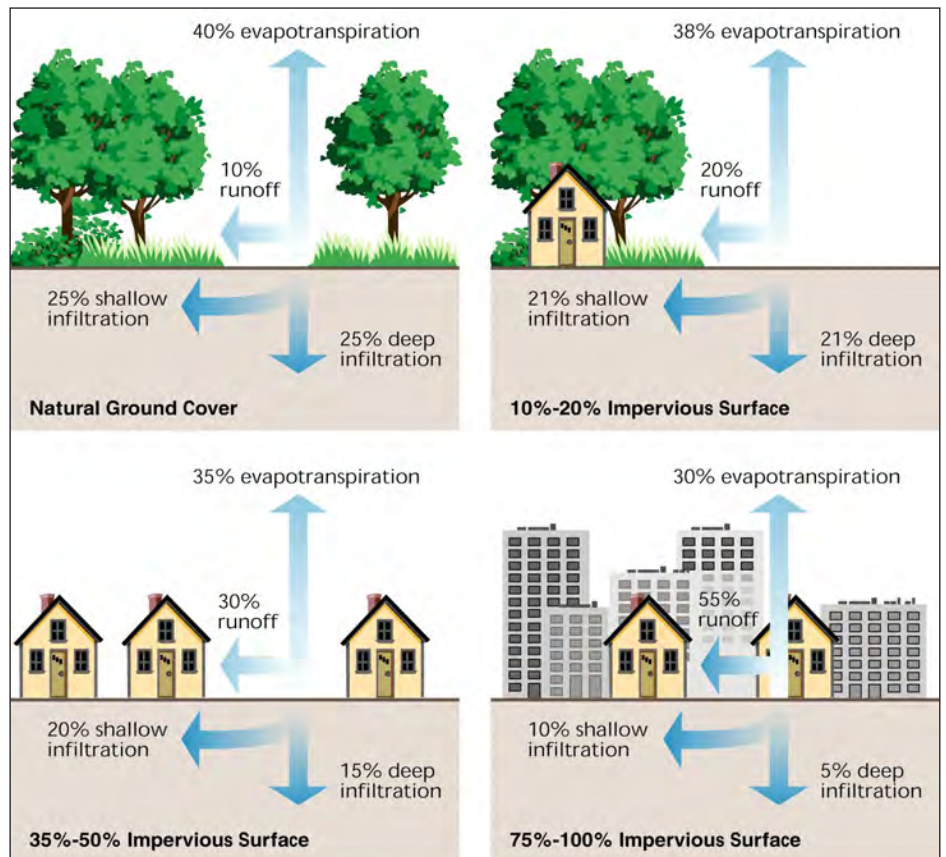 40% evapotranspiration
10%
runoff
25% shallow
infiltration
25% deep
infiltration
Natural Ground Cover
38% evapotranspiration
20%
runoff
21% shallow
infiltration
21% deep
infiltration
10%-20% Impervious Surface
35% evapotranspiration
30%
runoff
20% shallow
infiltration
15% deep
infiltration
35%-50% Impervious Surface
30% evapotranspiration
55%
runoff
10% shallow
infiltration
5% deep
infiltration
75%-100% Impervious Surface